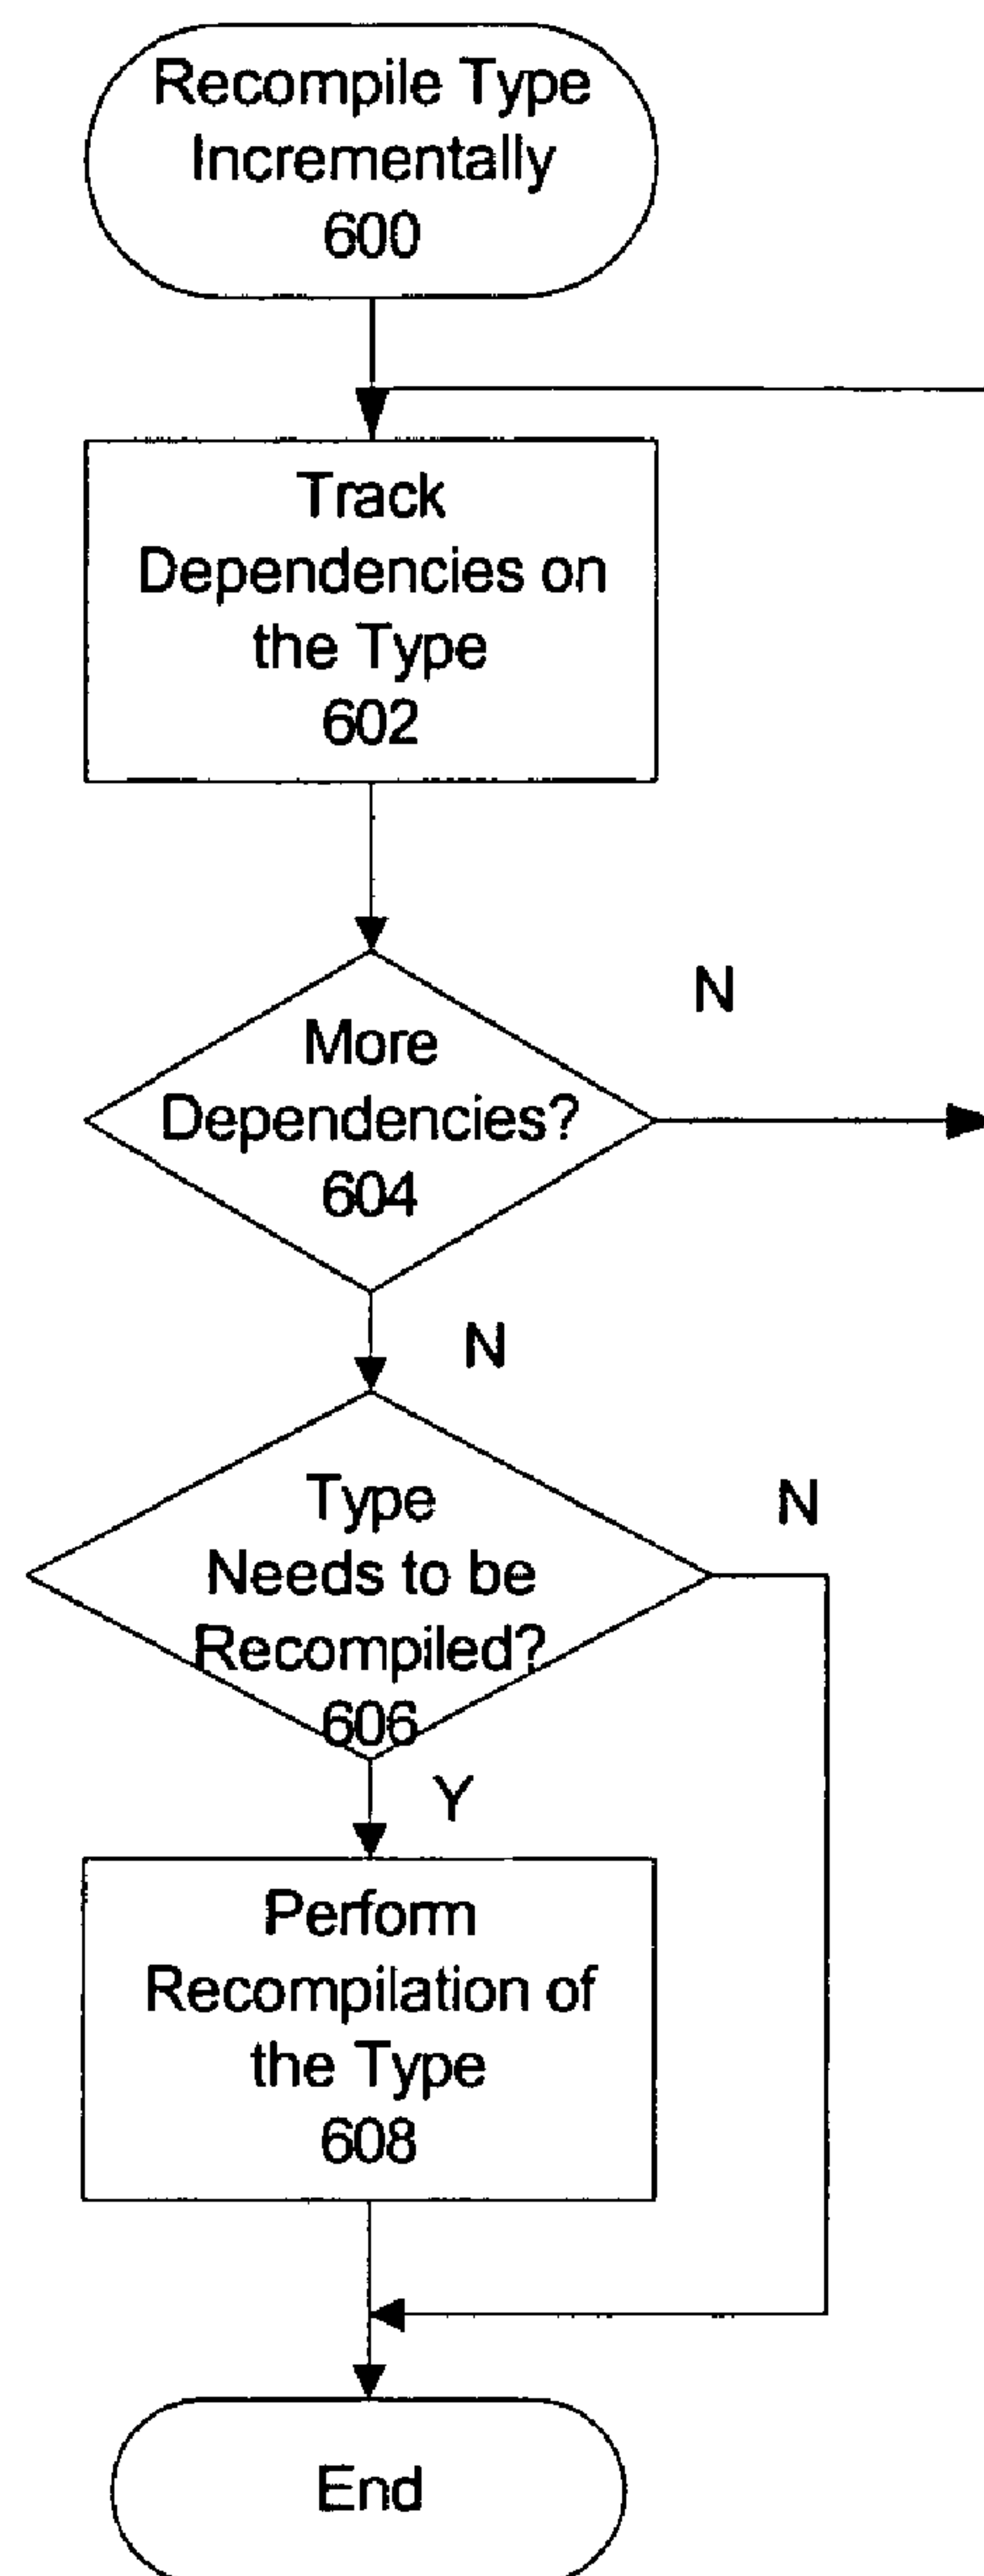 Recompile Type
Incrementally
600
Track
Dependencies on
the Type
602
N
More
Dependencies?
604
N
Type
Needs to be
Recompiled?
606
N
Y
Perform
Recompilation of
the Type
608
End